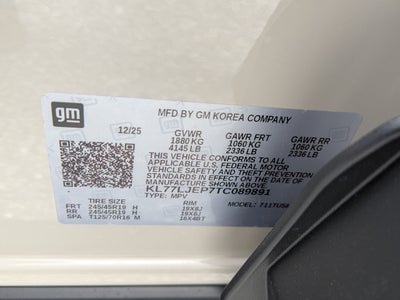 gm
MFD BY GM KOREA COMPANY
12/25 GVWR GAWR FRT GAWR RR
1880 KG 1060 KG 1060 KG
4145 LB 2336 LB 2336 LB
THIS VEHICLE CONFORMS TO ALL
APPLICABLE U.S. FEDERAL MOTOR
VEHICLE SAFETY AND THEFT PREVENTION
STANDARDS IN EFFECT ON THE DATE OF
MANUFACTURE SHOWN ABOVE.
KL77LJEP7TC089891
TYPE: MPV MODEL: 711TUS8
TIRE SIZE RIM
FRT 245/45R19 H 19X8J
RR 245/45R19 H 19X8J
SPA T125/70R16 M 16X4BT